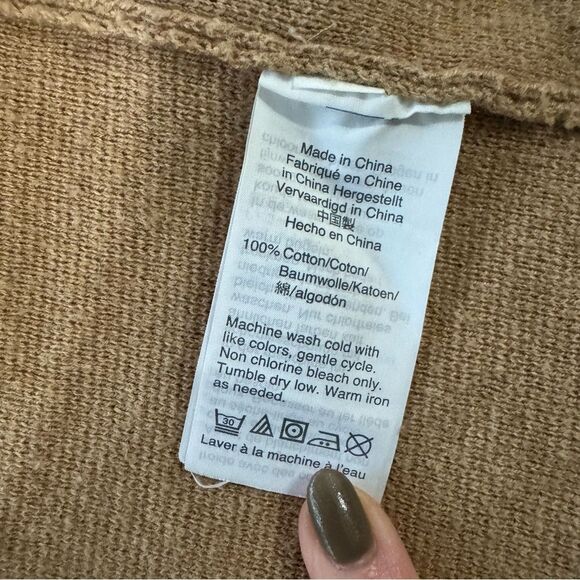 Made in China
Fabriqué en Chine
in China Hergestellt
Vervaardigd in China
中国製
Hecho en China
100% Cotton/Coton/
Baumwolle/Katoen/
綿/algodón
Machine wash cold with
like colors, gentle cycle.
Non chlorine bleach only.
Tumble dry low. Warm iron
as needed.
30
Laver à la machine à l'eau